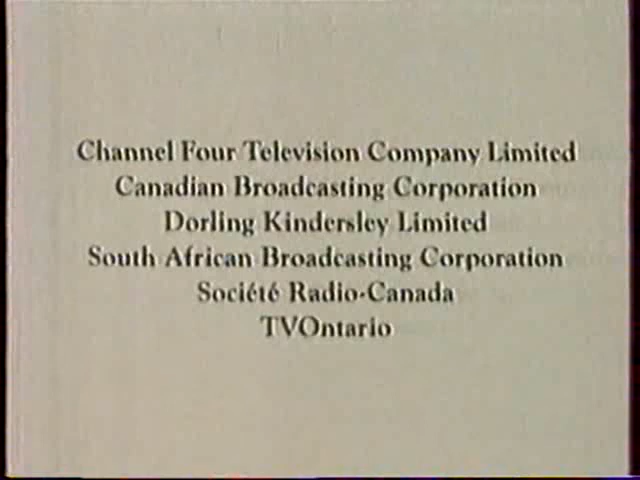 Channel Four Television Company Limited
Canadian Broadcasting Corporation
Dorling Kindersley Limited
South African Broadcasting Corporation
Société Radio-Canada
TVOntario